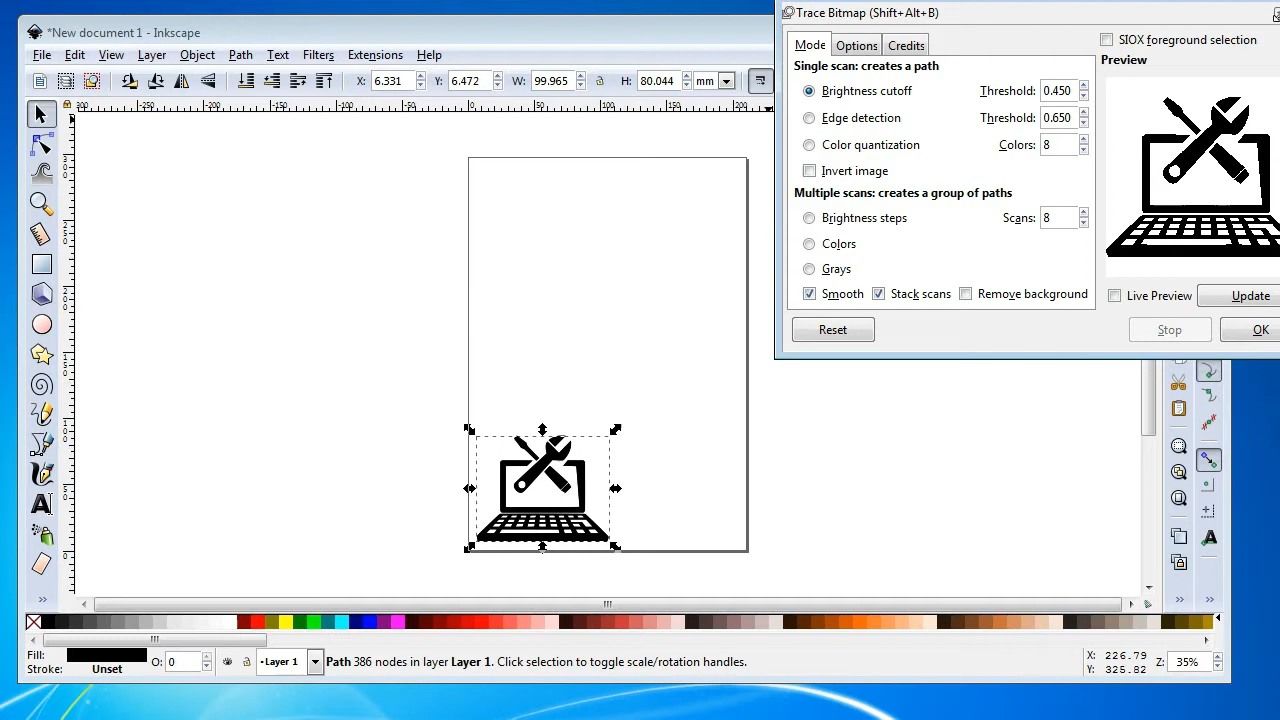 *New document1 - Inkscape
File Edit View Layer Object Path Text Filters Extensions Help
X: 6.331 Y: 6.472 W: 99.965 H: 80.044 mm
Trace Bitmap (Shift+Alt+B)
Mode Options Credits
SIOX foreground selection
Single scan: creates a path
Preview
Brightness cutoff Threshold: 0.450
Edge detection Threshold: 0.650
Color quantization Colors: 8
Invert image
Multiple scans: creates a group of paths
Brightness steps Scans: 8
Colors
Grays
Smooth Stack scans Remove background
Live Preview Update
Reset Stop OK
Fill:
Stroke: Unset
O: 0
Layer 1
Path 386 nodes in layer Layer 1. Click selection to toggle scale/rotation handles.
X: 226.79
Y: 325.82
Z: 35%